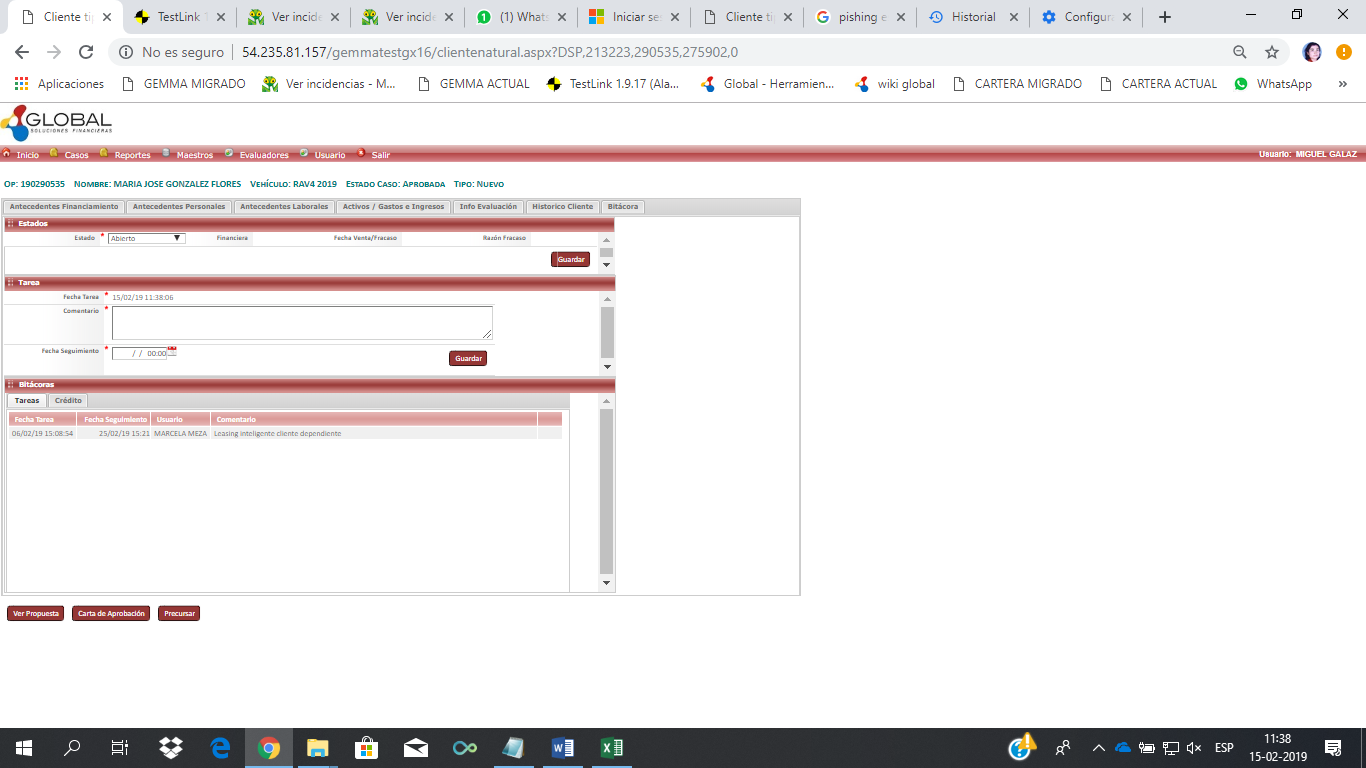 Cliente ti
TestLink 1
Ver incide
Ver incide
(1) Whats
Iniciar se
Cliente ti
pishing e
Historial
Configura
No es seguro | 54.235.81.157/gemmatestgx16/clientenatural.aspx?DSP,213223,290535,275902,0
Aplicaciones GEMMA MIGRADO Ver incidencias - M... GEMMA ACTUAL TestLink 1.9.17 (Ala... Global - Herramien... wiki global CARTERA MIGRADO CARTERA ACTUAL WhatsApp »
GLOBAL
SOLUCIONES FINANCIERAS
Inicio Casos Reportes Maestros Evaluadores Usuario Salir Usuario: MIGUEL GALAZ
OP: 190290535 NOMBRE: MARIA JOSE GONZALEZ FLORES VEHÍCULO: RAV4 2019 ESTADO CASO: APROBADA TIPO: NUEVO
Antecedentes Financiamiento Antecedentes Personales Antecedentes Laborales Activos / Gastos e Ingresos Info Evaluación Historico Cliente Bitácora
Estados
Estado * Abierto Financiera Fecha Venta/Fracaso Razón Fracaso
Guardar
Tarea
Fecha Tarea * 15/02/19 11:38:06
Comentario *
Fecha Seguimiento * / / 00:00
Guardar
Bitácoras
Tareas Crédito
Fecha Tarea Fecha Seguimiento Usuario Comentario
06/02/19 15:08:54 25/02/19 15:21 MARCELA MEZA Leasing inteligente cliente dependiente
Ver Propuesta Carta de Aprobación Precursar
ESP
11:38
15-02-2019